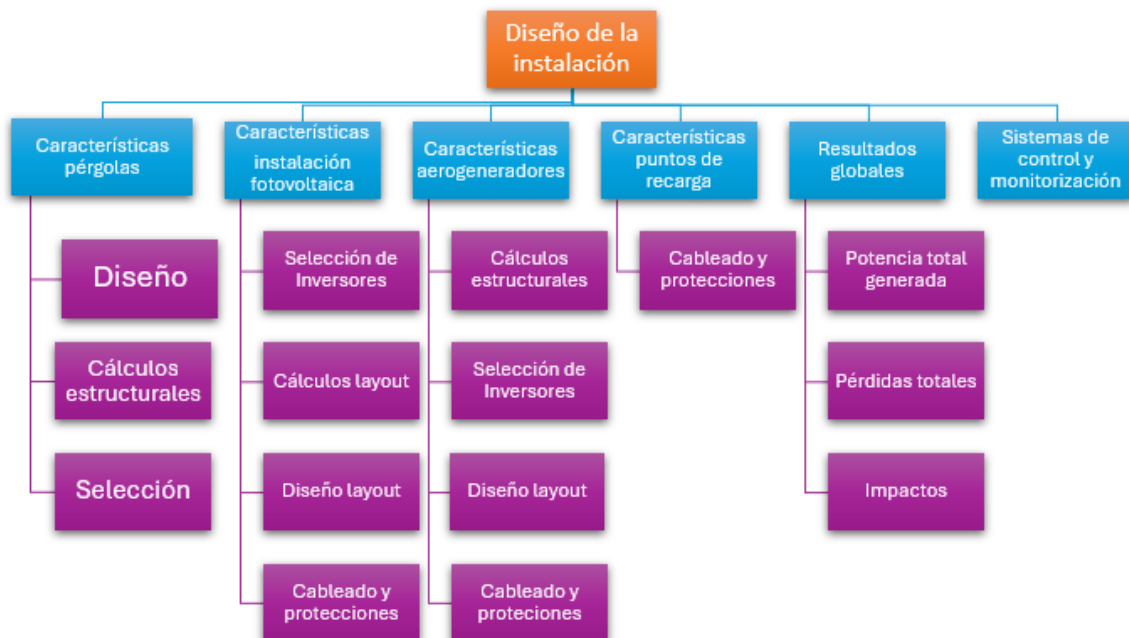 Diseño de la
instalación
Características
pérgolas
Características
instalación
fotovoltaica
Características
aerogeneradores
Características
puntos de
recarga
Resultados
globales
Sistemas de
control y
monitorización
Diseño
Cálculos
estructurales
Selección
Selección de
Inversores
Cálculos layout
Diseño layout
Cableado y
protecciones
Cálculos
estructurales
Selección de
Inversores
Diseño layout
Cableado y
proteciones
Cableado y
protecciones
Potencia total
generada
Pérdidas totales
Impactos